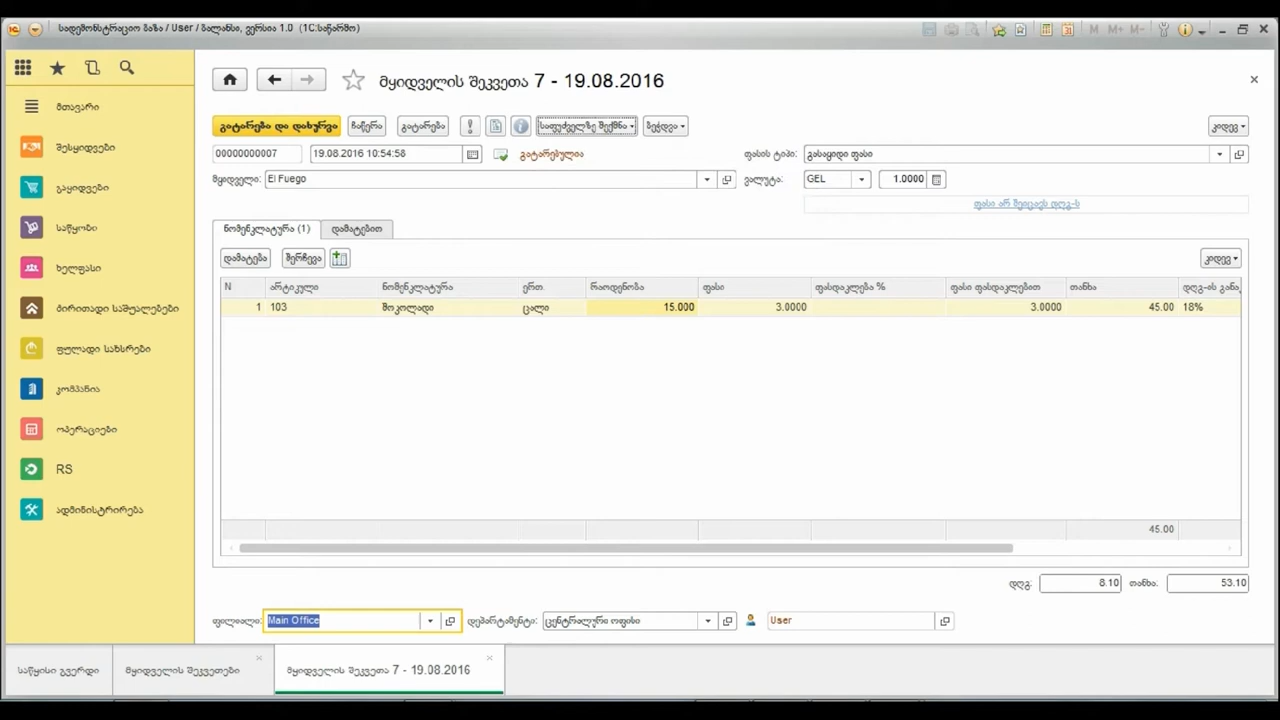 სადემონსტრაციო ბაზა / User / ბალანსი, ვერსია 1.0 (1C:საწარმო)
M M+ M-
მთავარი
შესყიდვები
გაყიდვები
საწყობი
ხელფასი
ძირითადი საშუალებები
ფულადი სახსრები
კომპანია
ოპერაციები
RS
ადმინისტრირება
მყიდველის შეკვეთა 7 - 19.08.2016
გატარება და დახურვა ჩაწერა გატარება საფუძველზე შექმნა ბეჭდვა კიდევ
00000000007 19.08.2016 10:54:58 გატარებულია ფასის ტიპი: გასაყიდი ფასი
მყიდველი: El Fuego ვალუტა: GEL 1.0000
ფასი არ შეიცავს დღგ-ს
ნომენკლატურა (1) დამატებით
დამატება შერჩევა კიდევ
N არტიკული ნომენკლატურა ერთ. რაოდენობა ფასი ფასდაკლება % ფასი ფასდაკლებით თანხა დღგ-ის განა
1 103 შოკოლადი ცალი 15.000 3.0000 3.0000 45.00 18%
45.00
დღგ: 8.10 თანხა: 53.10
ფილიალი: Main Office დეპარტამენტი: ცენტრალური ოფისი User
საწყისი გვერდი მყიდველის შეკვეთები მყიდველის შეკვეთა 7 - 19.08.2016